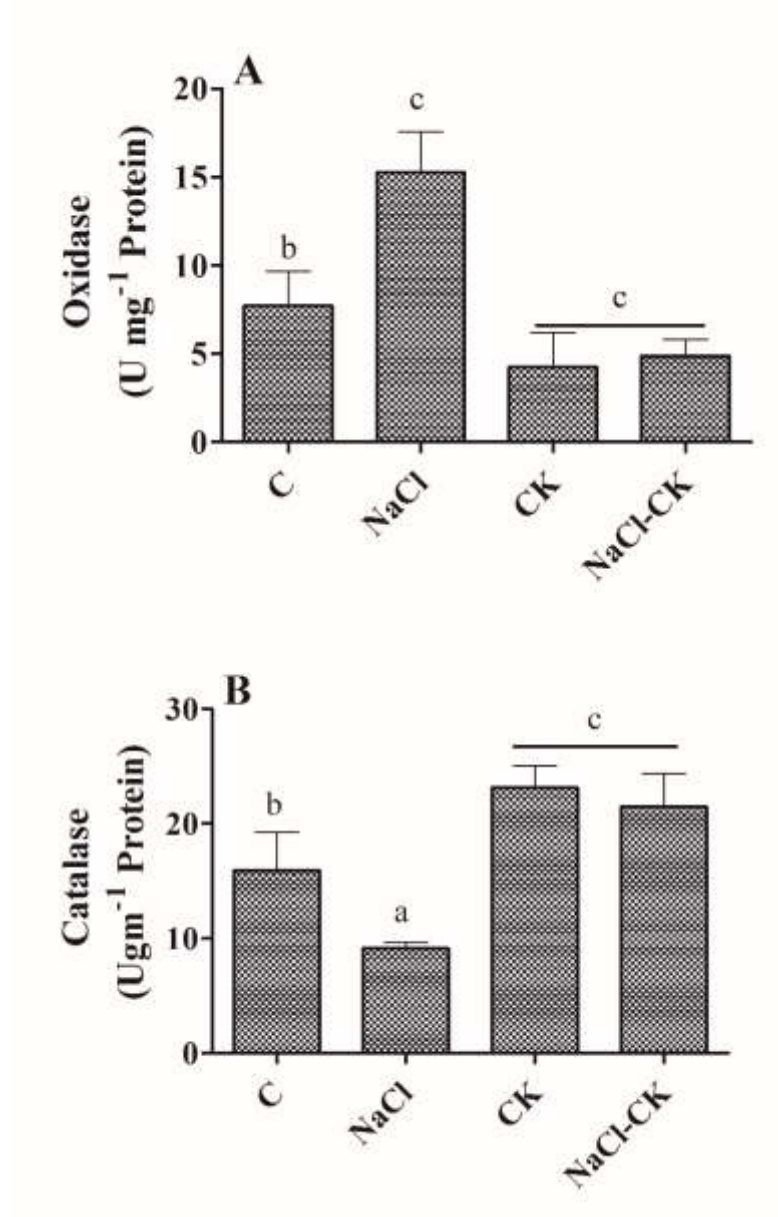 A
20
15
10
5
0
Oxidase
(U mg-1 Protein)
b
c
c
C
NaCl
CK
NaCl-CK
B
30
20
10
0
Catalase
(Ugm-1 Protein)
b
a
c
C
NaCl
CK
NaCl-CK